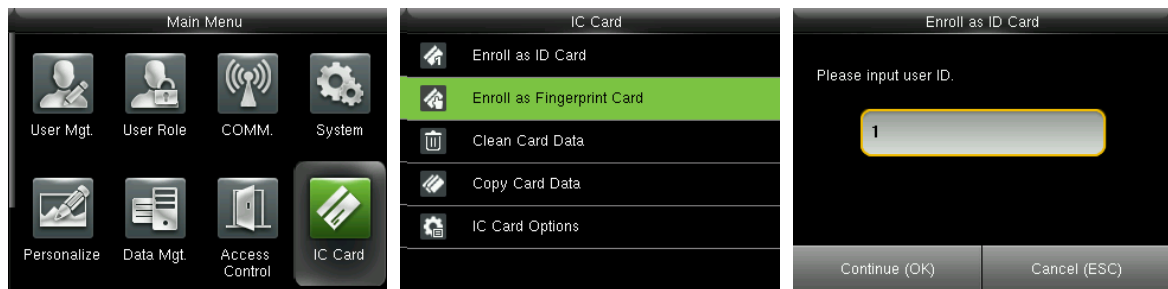 Main Menu
User Mgt.
User Role
COMM.
System
Personalize
Data Mgt.
Access
Control
IC Card
IC Card
Enroll as ID Card
Enroll as Fingerprint Card
Clean Card Data
Copy Card Data
IC Card Options
Enroll as ID Card
Please input user ID.
1
Continue (OK)
Cancel (ESC)